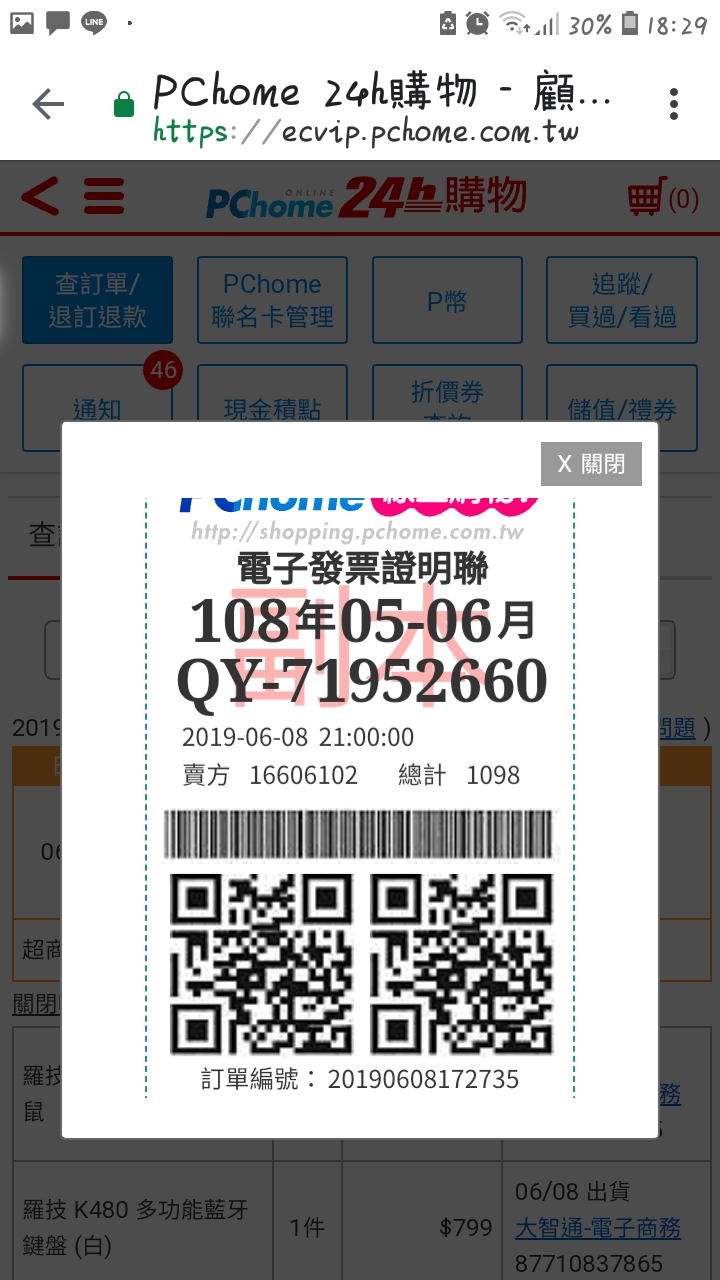 LINE
30%
18:29
PChome 24h購物 - 顧...
https://ecvip.pchome.com.tw
ONLINE
PChome 24h購物
(0)
查訂單/
退訂退款
PChome
聯名卡管理
P幣
追蹤/
買過/看過
46
通知
現金積點
折價券
儲值/禮券
X 關閉
查
PChome
http://shopping.pchome.com.tw
電子發票證明聯
副本
108年05-06月
QY-71952660
2019-06-08 21:00:00
賣方 16606102 總計 1098
訂單編號： 20190608172735
2019
問題 )
06
超商
關閉
羅技
鼠
務
羅技 K480 多功能藍牙
鍵盤 (白)
1件
$799
06/08 出貨
大智通-電子商務
87710837865